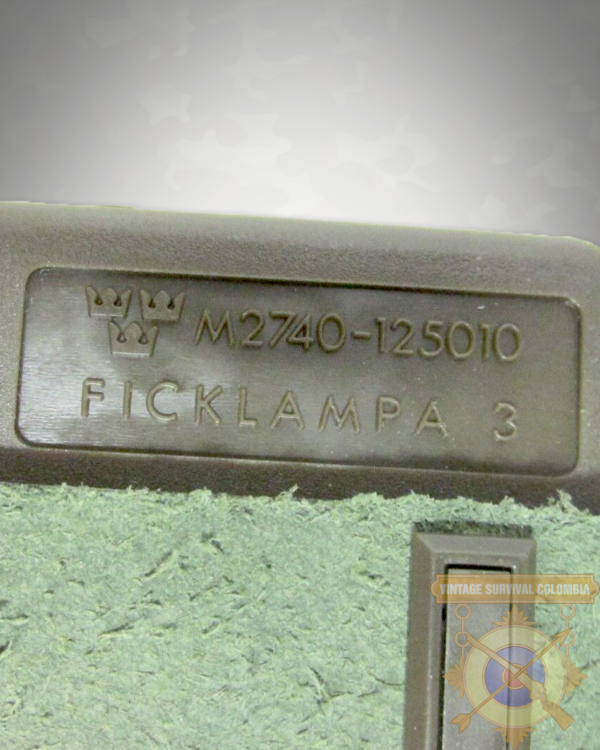 M2740-125010
FICKLAMPA 3
VINTAGE SURVIVAL COLOMBIA